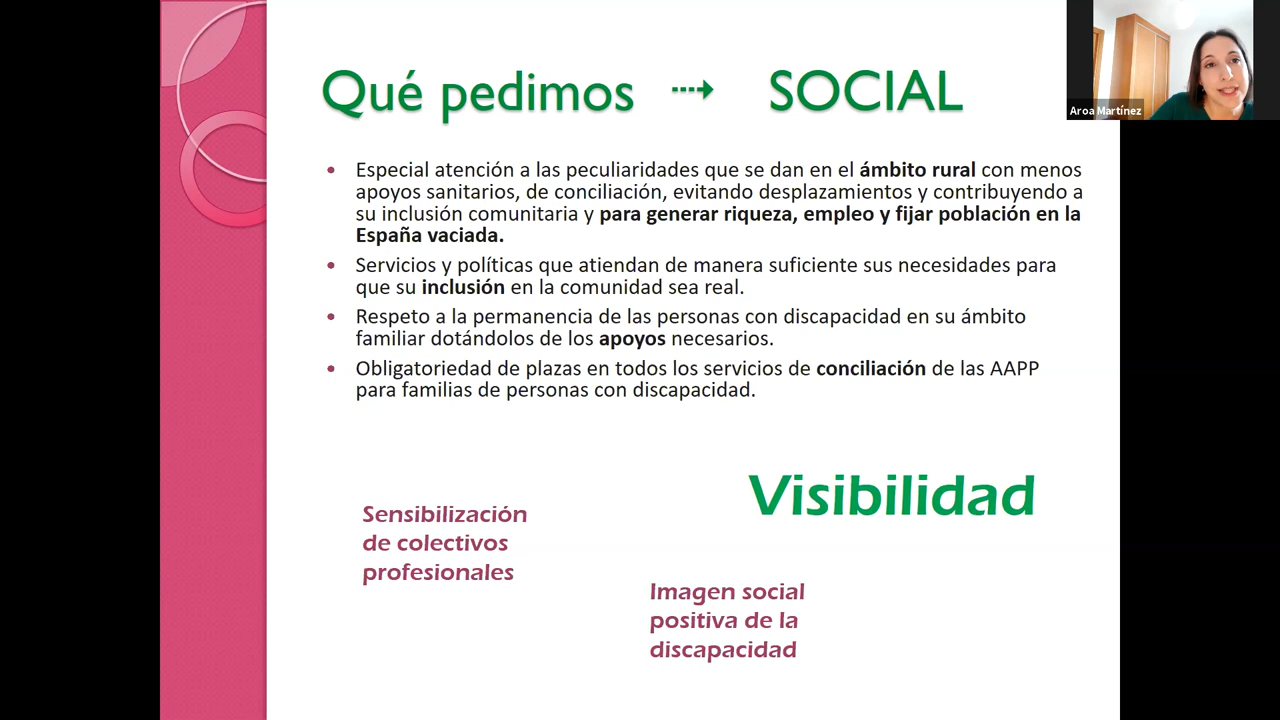 Qué pedimos ⇢ SOCIAL
Aroa Martínez
• Especial atención a las peculiaridades que se dan en el ámbito rural con menos
apoyos sanitarios, de conciliación, evitando desplazamientos y contribuyendo a
su inclusión comunitaria y para generar riqueza, empleo y fijar población en la
España vaciada.
• Servicios y políticas que atiendan de manera suficiente sus necesidades para
que su inclusión en la comunidad sea real.
• Respeto a la permanencia de las personas con discapacidad en su ámbito
familiar dotándolos de los apoyos necesarios.
• Obligatoriedad de plazas en todos los servicios de conciliación de las AAPP
para familias de personas con discapacidad.
Visibilidad
Sensibilización
de colectivos
profesionales
Imagen social
positiva de la
discapacidad